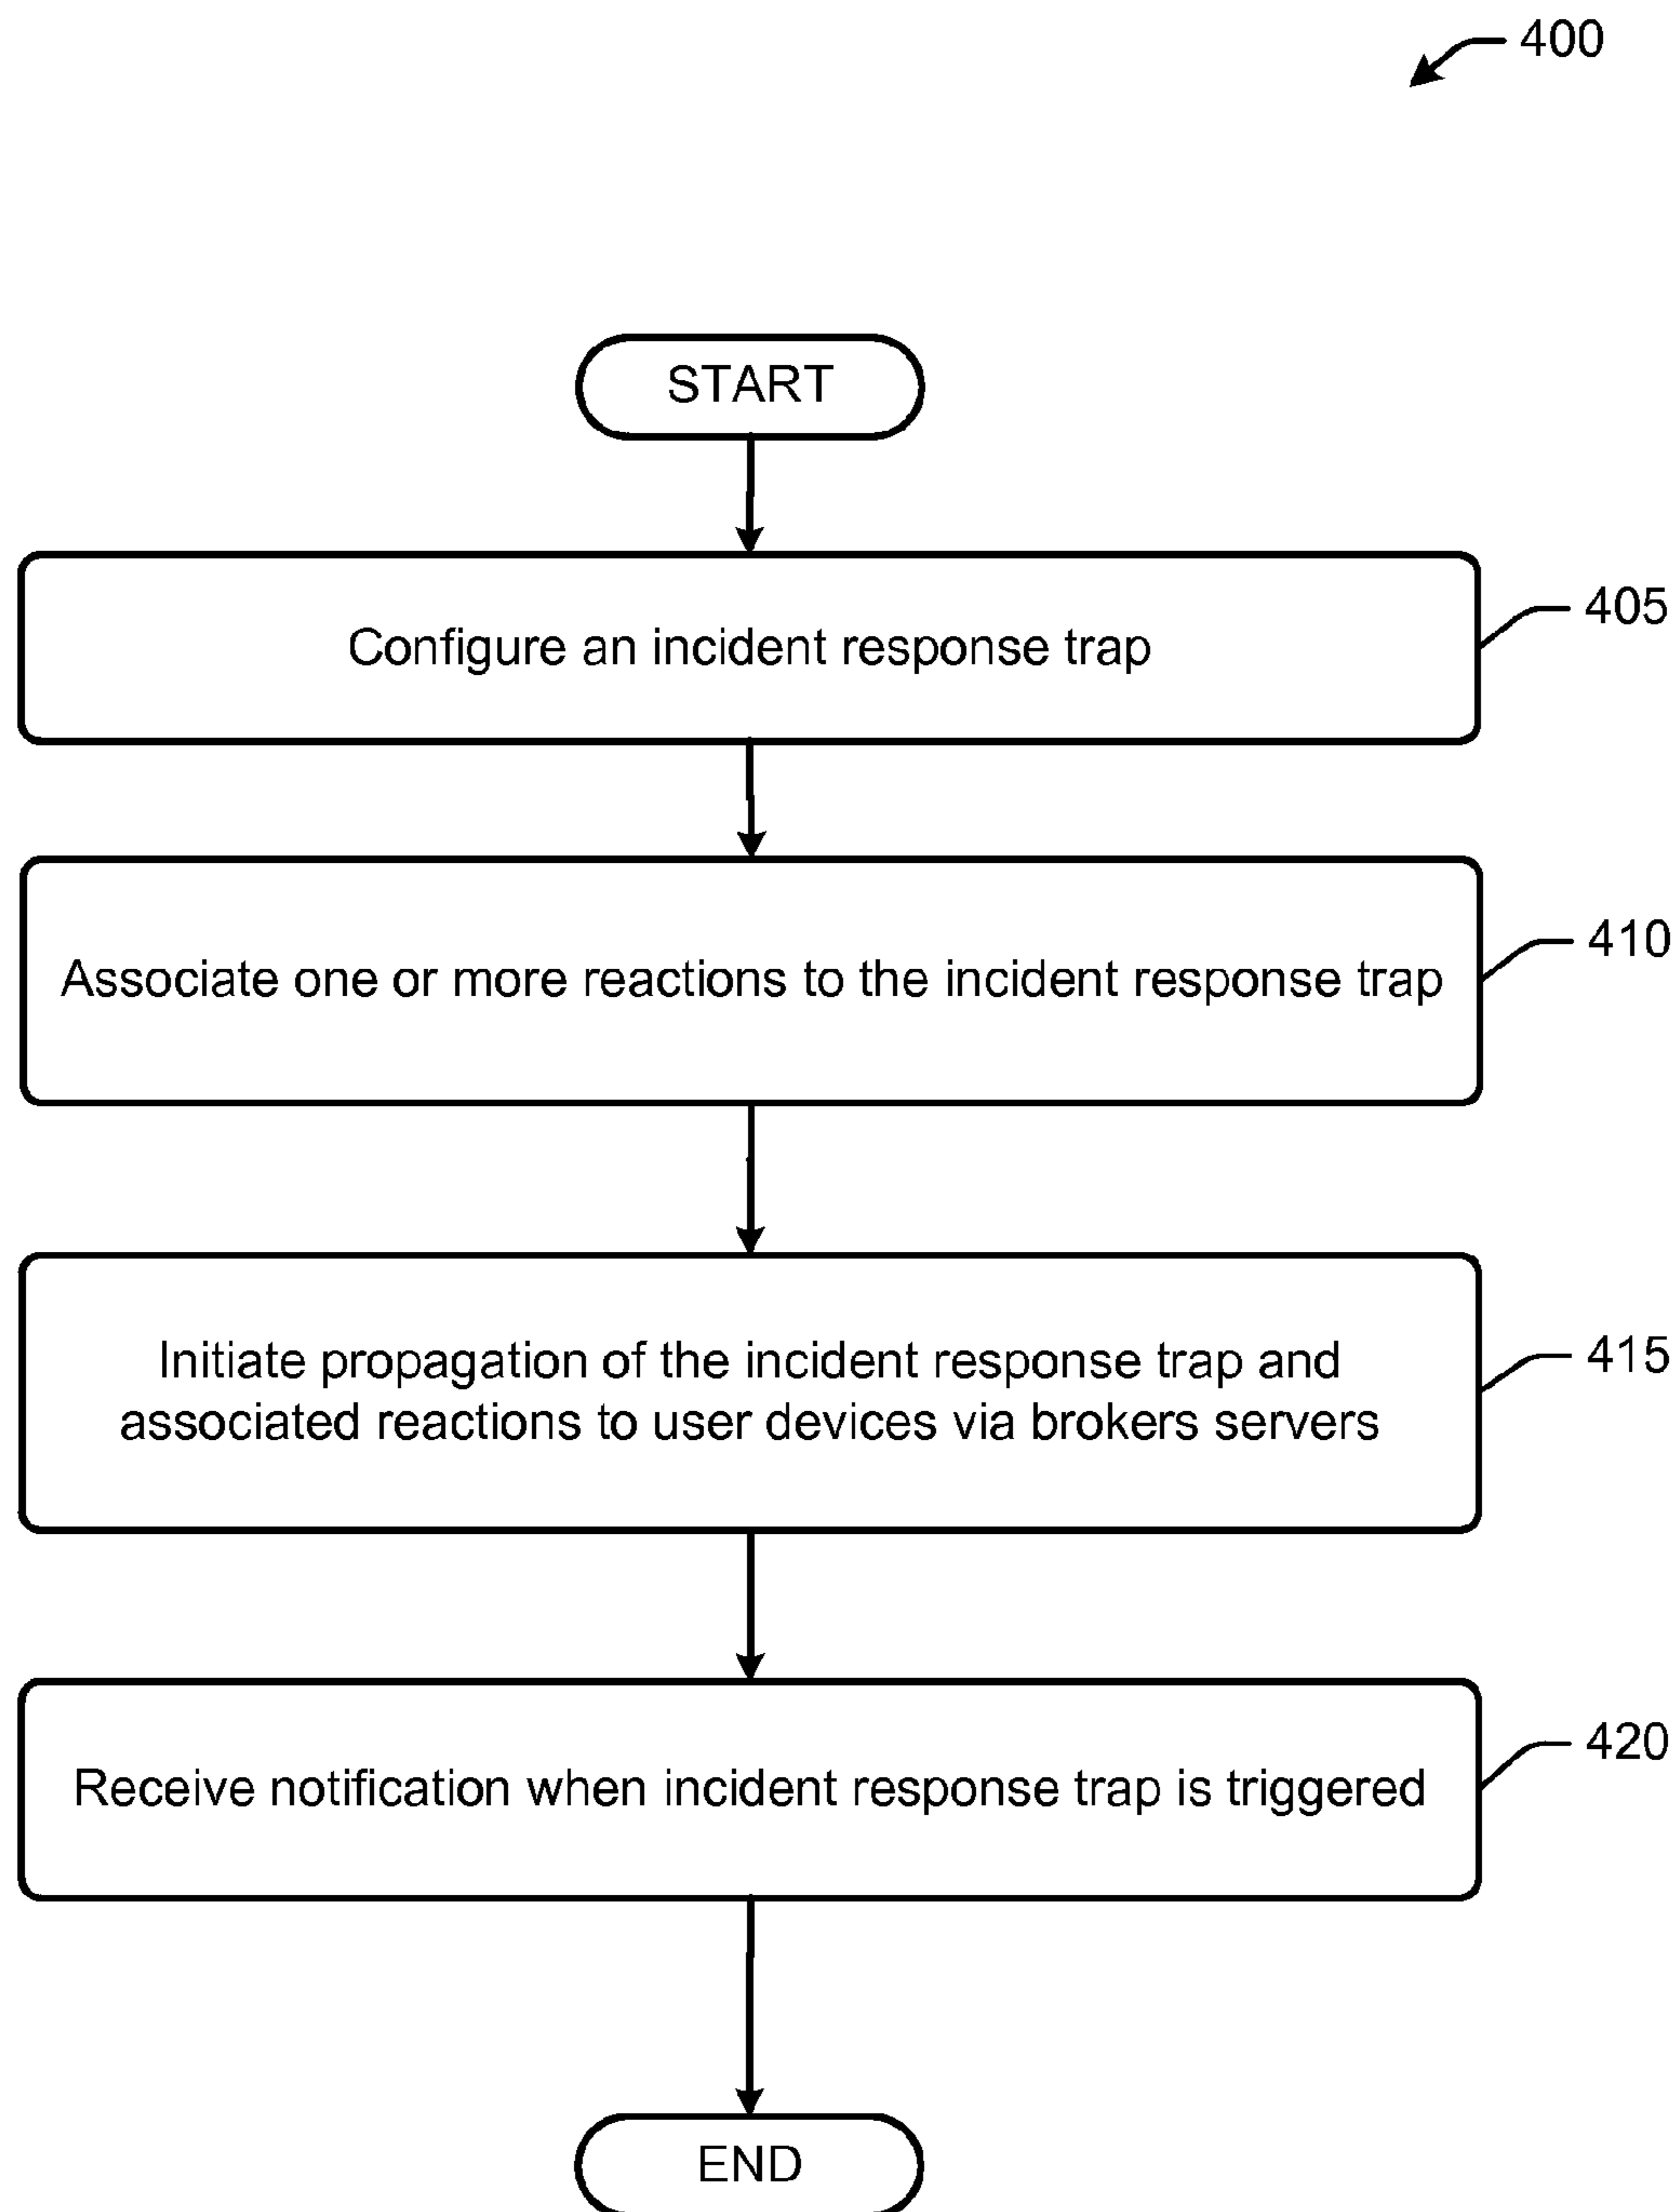 400
START
Configure an incident response trap
405
Associate one or more reactions to the incident response trap
410
Initiate propagation of the incident response trap and
associated reactions to user devices via brokers servers
415
Receive notification when incident response trap is triggered
420
END